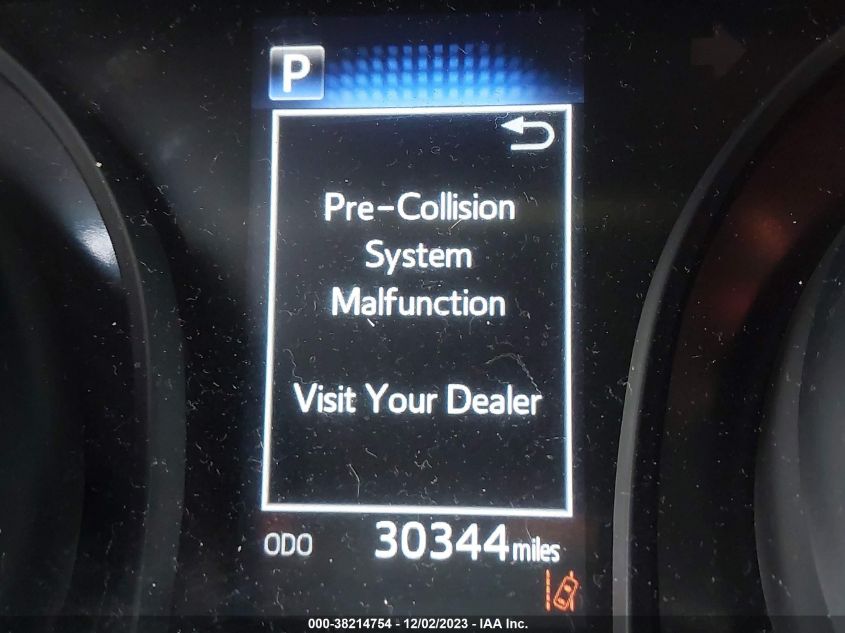 P
Pre-Collision
System
Malfunction
Visit Your Dealer
ODO 30344 miles
000-38214754 - 12/02/2023 - IAA Inc.